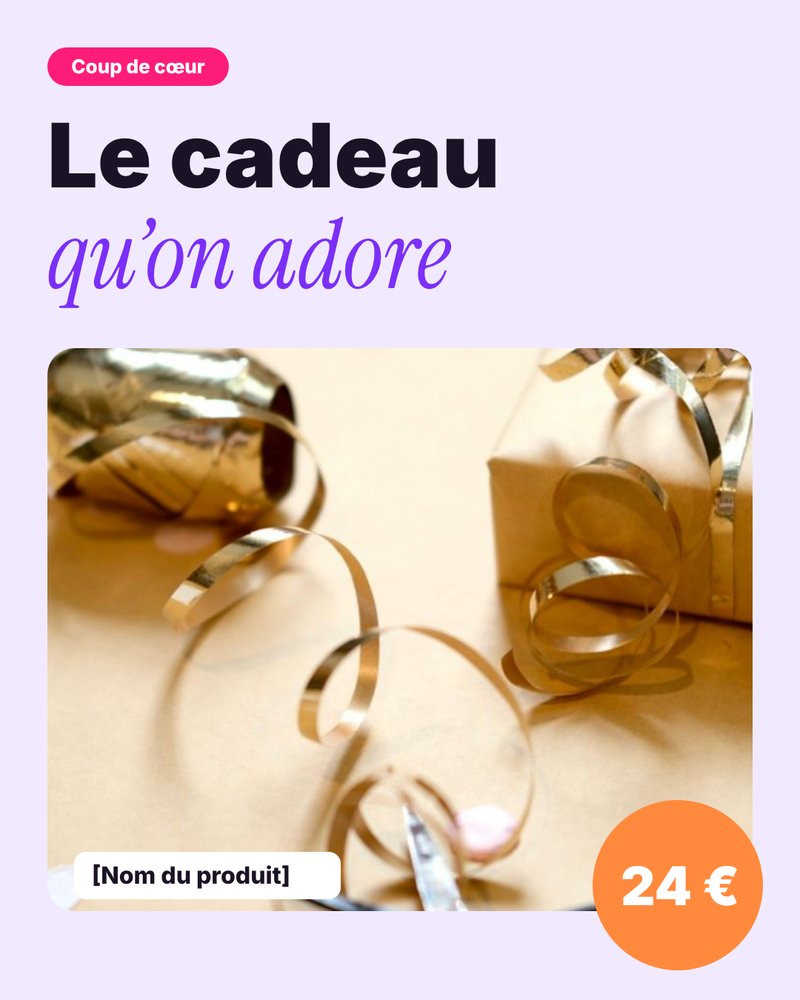 Coup de cœur
Le cadeau
qu’on adore
[Nom du produit]
24 €